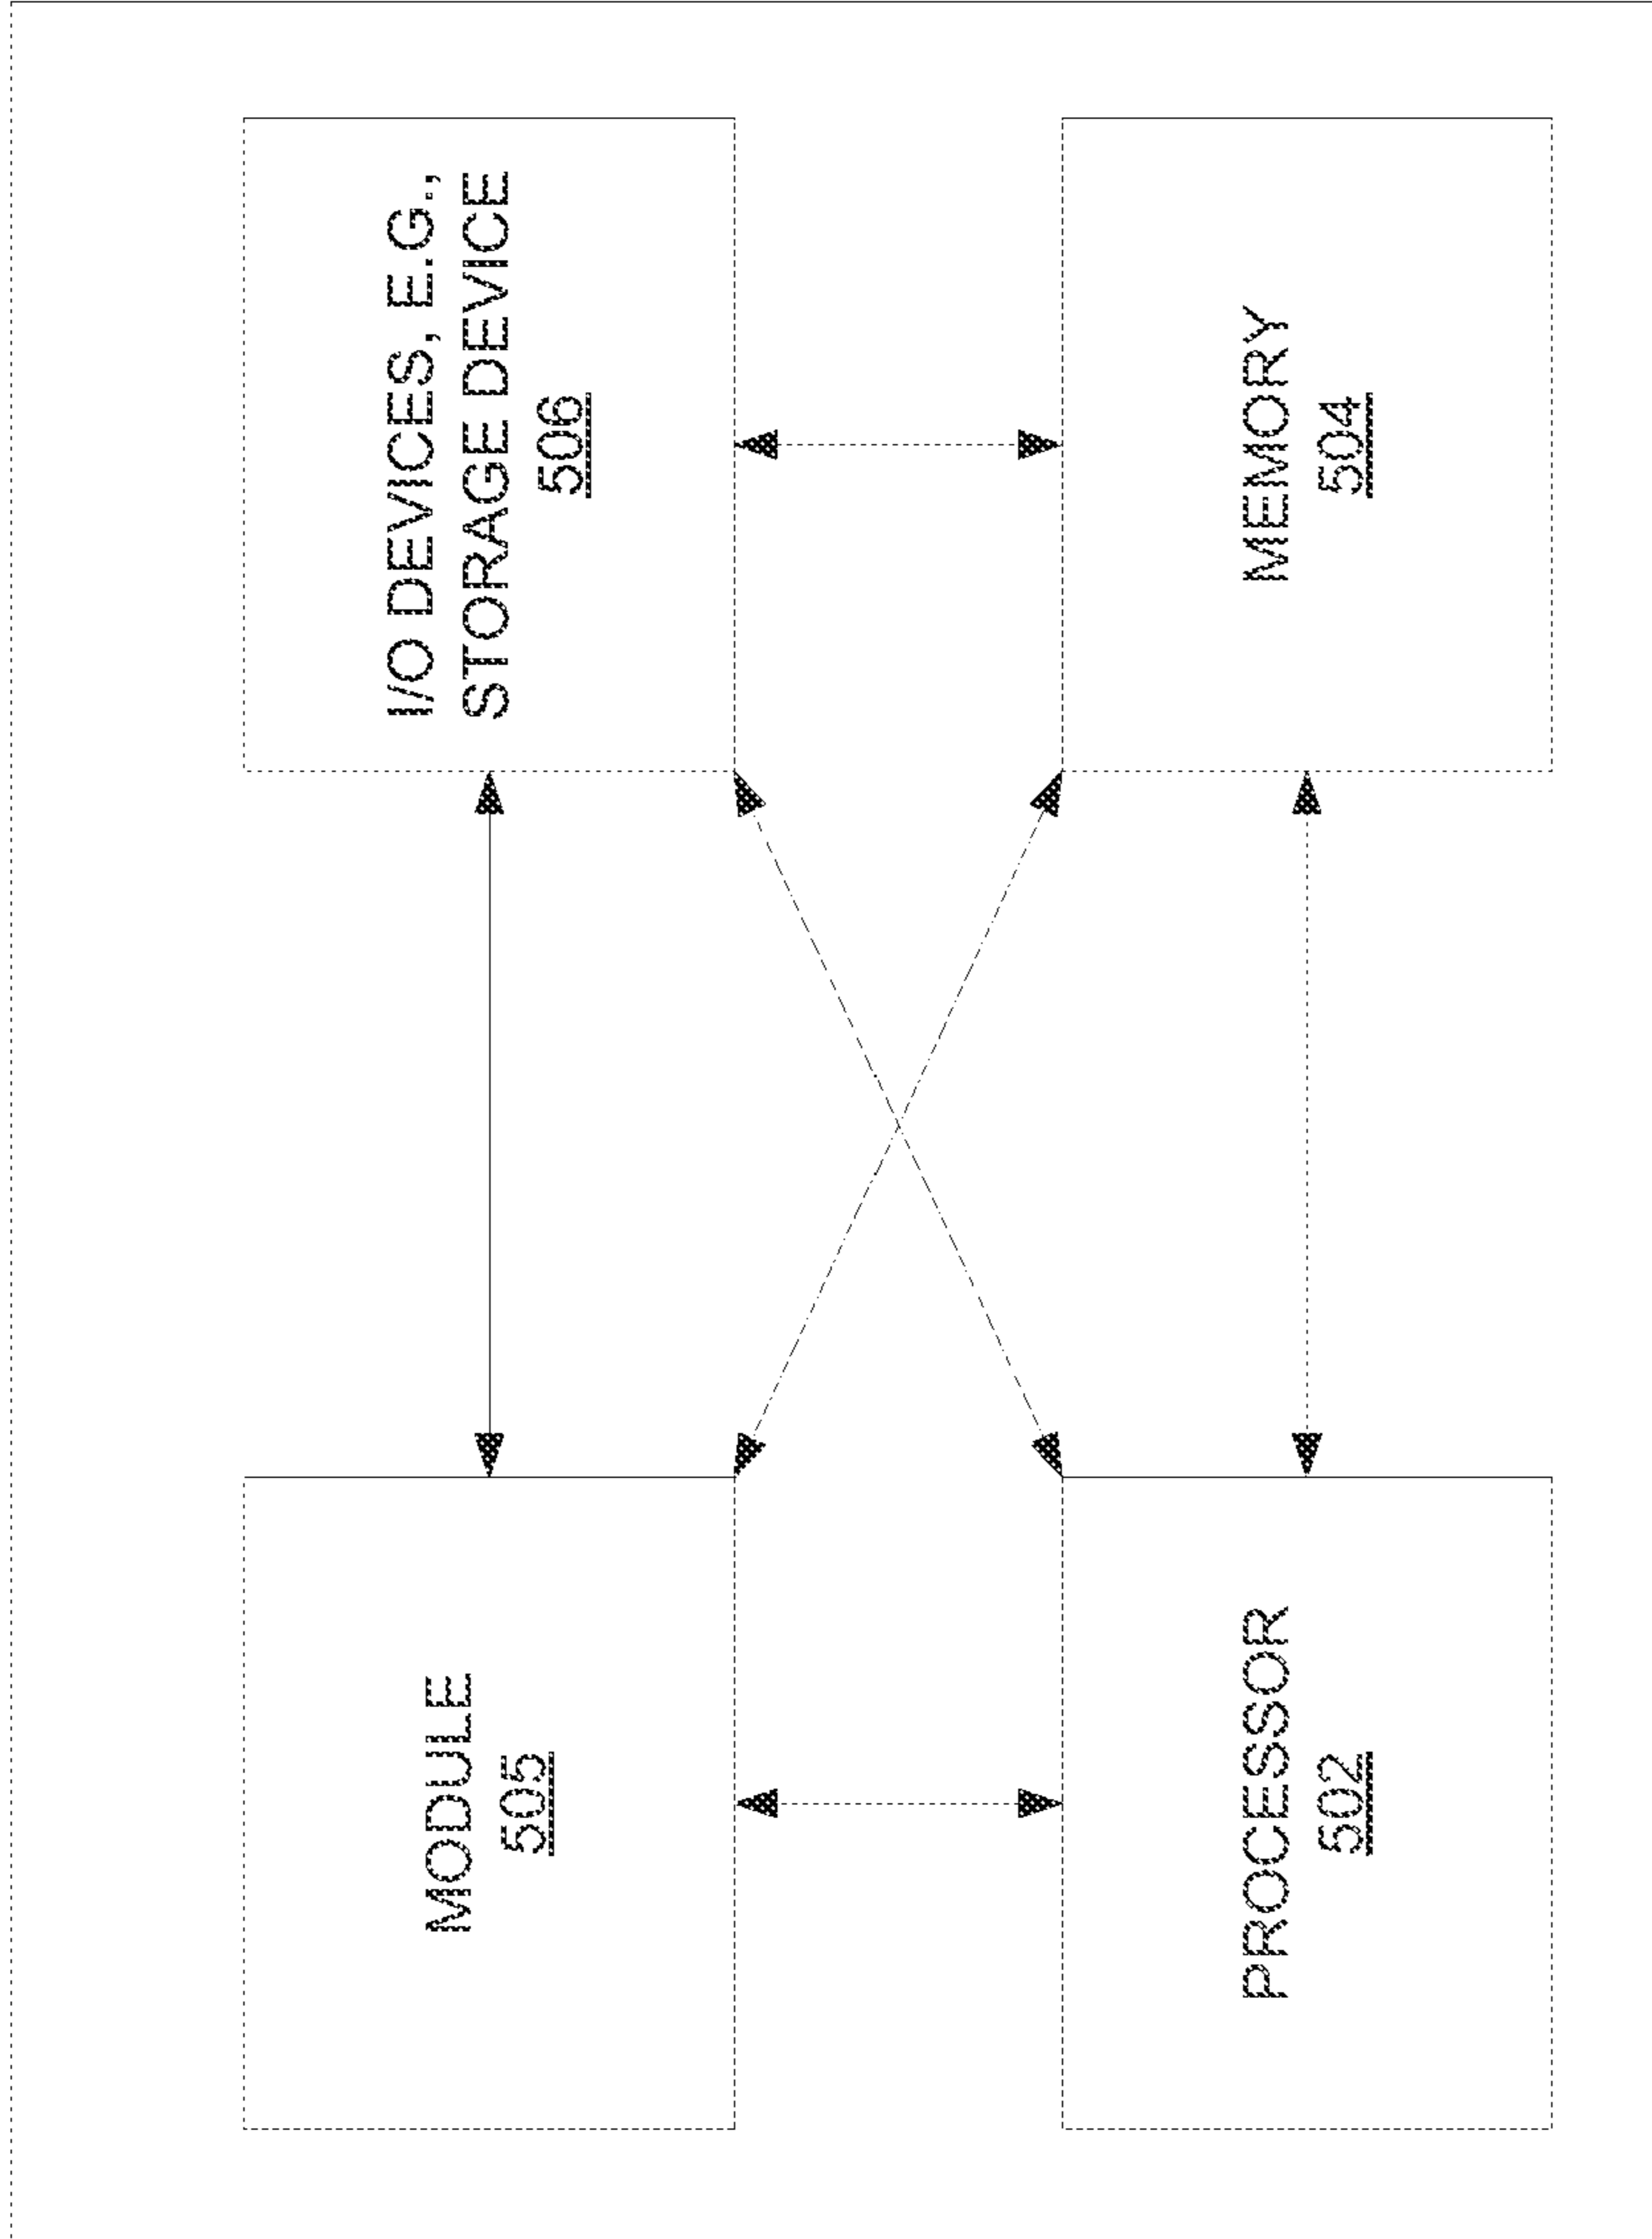 MODULE
505
I/O DEVICES, E.G.,
STORAGE DEVICE
506
PROCESSOR
502
MEMORY
504